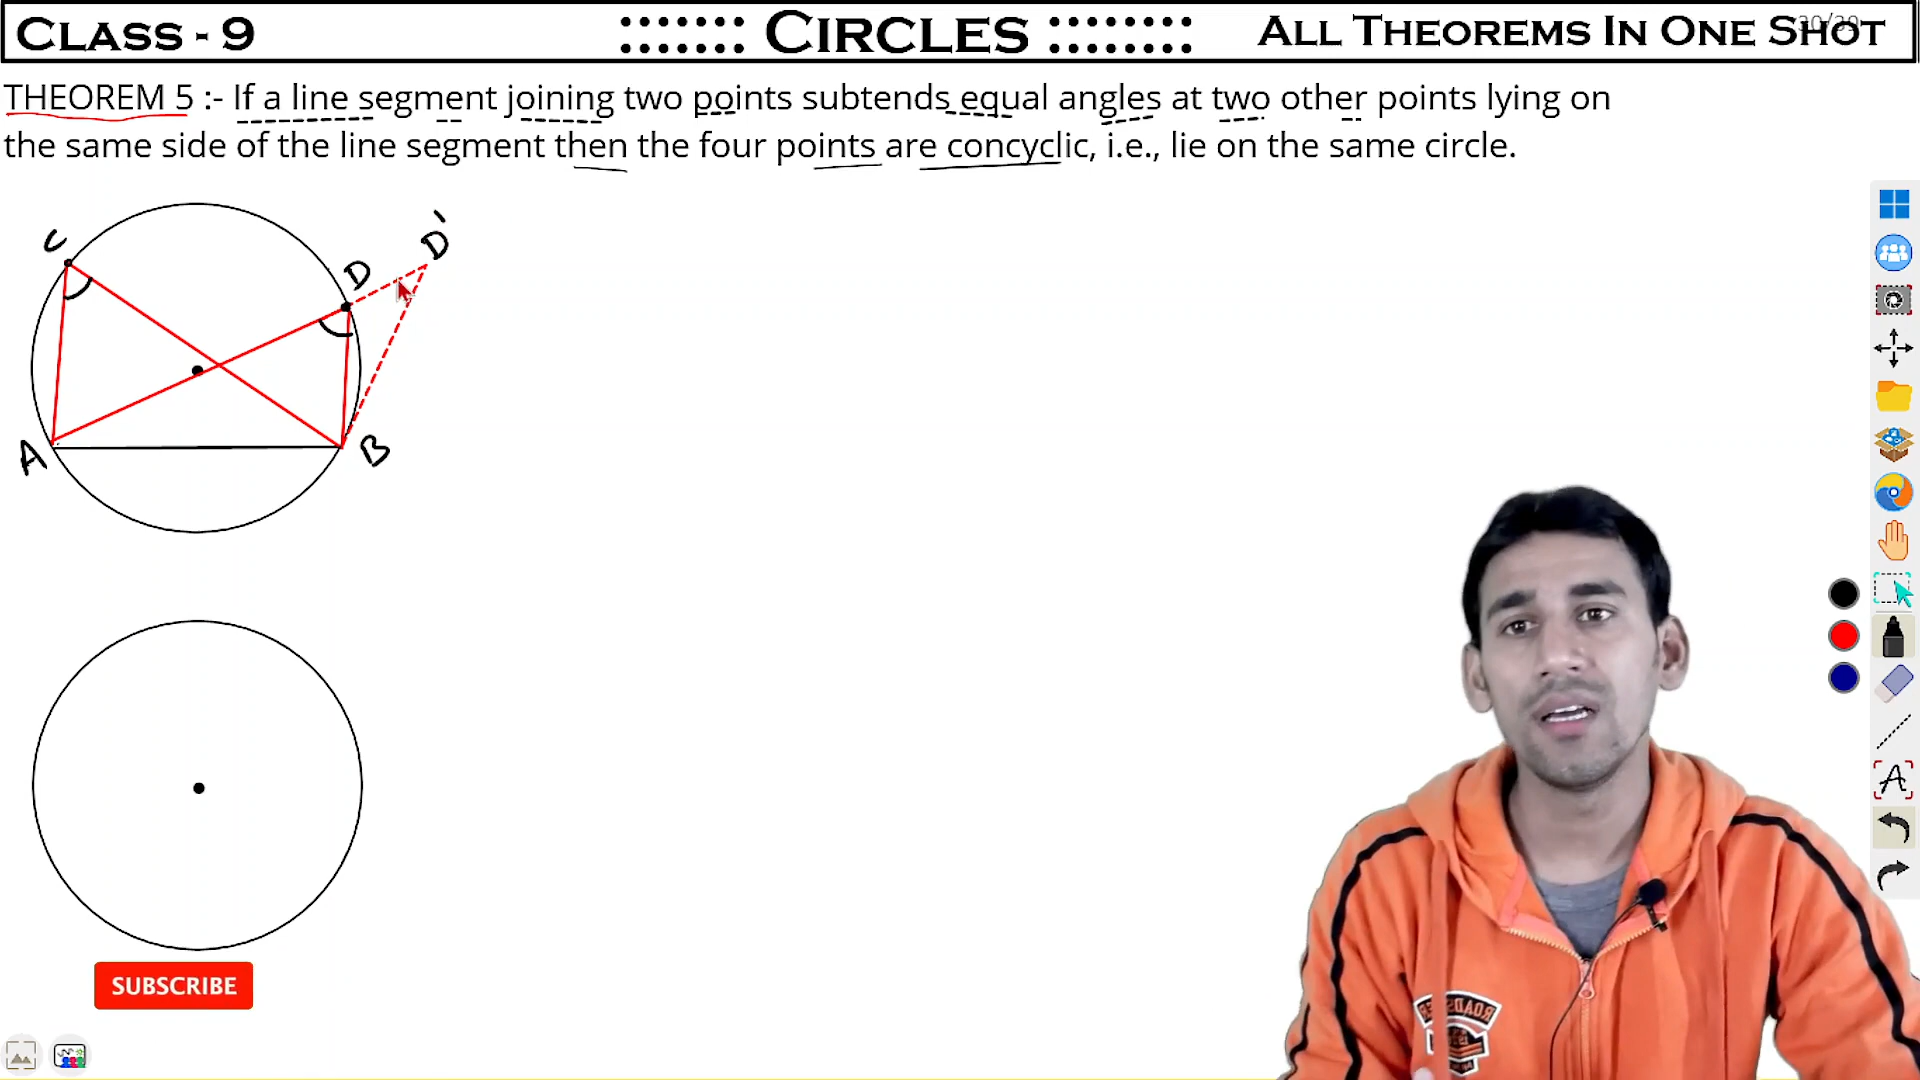 CLASS - 9 CIRCLES ALL THEOREMS IN ONE SHOT
THEOREM 5 :- If a line segment joining two points subtends equal angles at two other points lying on
the same side of the line segment then the four points are concyclic, i.e., lie on the same circle.
C
D
D'
A
B
SUBSCRIBE